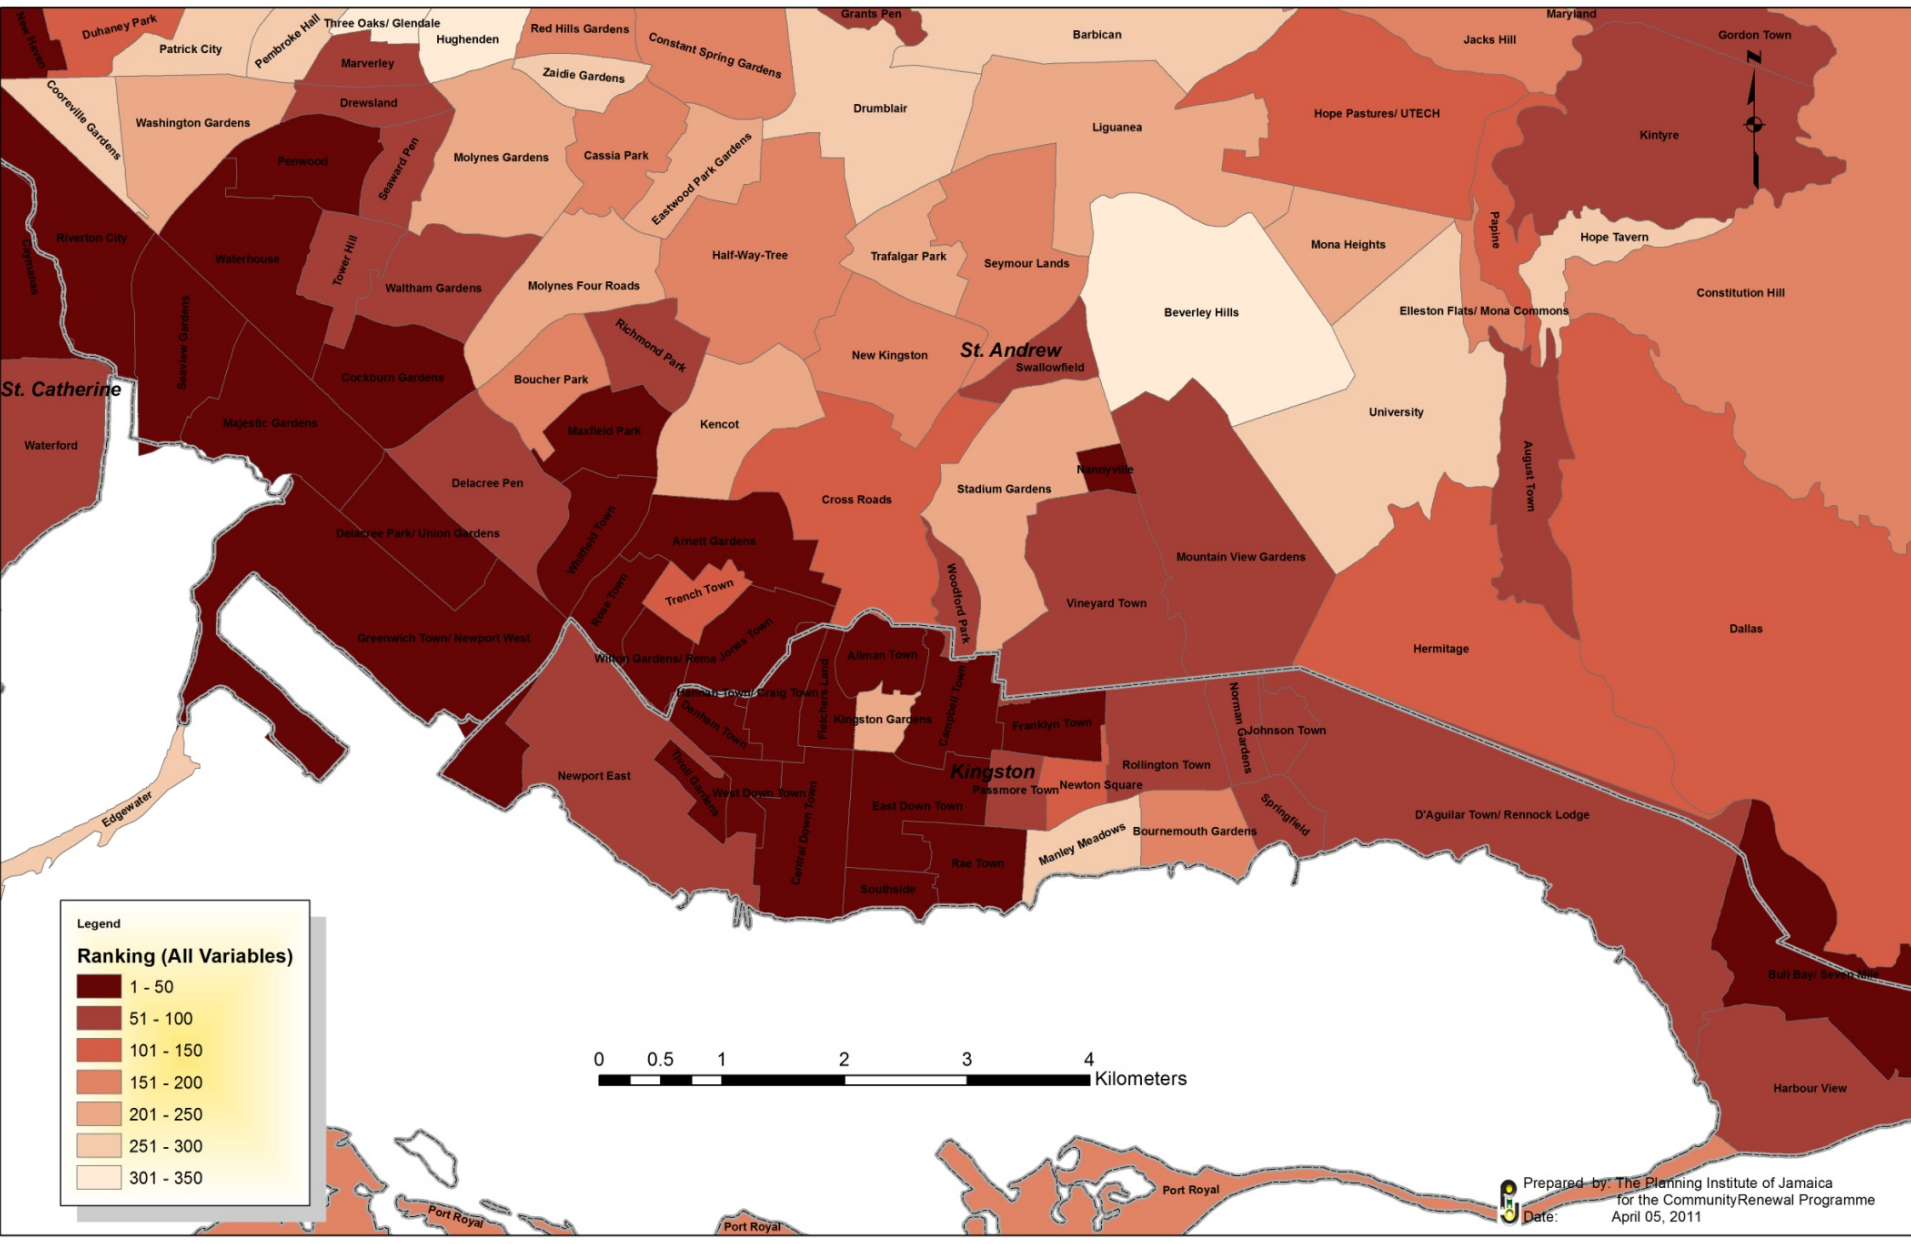 New Haven
Duhaney Park
Patrick City
Pembroke Hall
Three Oaks/ Glendale
Hughenden
Red Hills Gardens
Constant Spring Gardens
Grants Pen
Barbican
Jacks Hill
Maryland
Gordon Town
N
Marverley
Zaidie Gardens
Cooreville Gardens
Washington Gardens
Drewsland
Drumblair
Liguanea
Hope Pastures/ UTECH
Kintyre
Penwood
Seaward Pen
Molynes Gardens
Cassia Park
Eastwood Park Gardens
Riverton City
Caymanas
Waterhouse
Tower Hill
Waltham Gardens
Molynes Four Roads
Half-Way-Tree
Trafalgar Park
Seymour Lands
Mona Heights
Papine
Hope Tavern
Constitution Hill
Beverley Hills
Elleston Flats/ Mona Commons
Seaview Gardens
Richmond Park
New Kingston
St. Andrew
Swallowfield
St. Catherine
Cockburn Gardens
Boucher Park
Waterford
Majestic Gardens
Maxfield Park
Kencot
University
Nannyville
August Town
Delacree Pen
Cross Roads
Stadium Gardens
Delacree Park/ Union Gardens
Whitfield Town
Arnett Gardens
Mountain View Gardens
Rose Town
Trench Town
Woodford Park
Vineyard Town
Greenwich Town/ Newport West
Wilton Gardens/ Rema
Jones Town
Allman Town
Hermitage
Dallas
Hannah Town/ Craig Town
Fletchers Land
Denham Town
Kingston Gardens
Campbell Town
Franklyn Town
Norman Gardens
Johnson Town
Newport East
Tivoli Gardens
West Down Town
Central Down Town
East Down Town
Kingston
Passmore Town
Newton Square
Rollington Town
Springfield
D'Aguilar Town/ Rennock Lodge
Edgewater
Manley Meadows
Bournemouth Gardens
Rae Town
Southside
Bull Bay/ Seven Mile
Harbour View
Legend
Ranking (All Variables)
1 - 50
51 - 100
101 - 150
151 - 200
201 - 250
251 - 300
301 - 350
0 0.5 1 2 3 4
Kilometers
Port Royal
Port Royal
Port Royal
Prepared by: The Planning Institute of Jamaica
for the CommunityRenewal Programme
Date: April 05, 2011